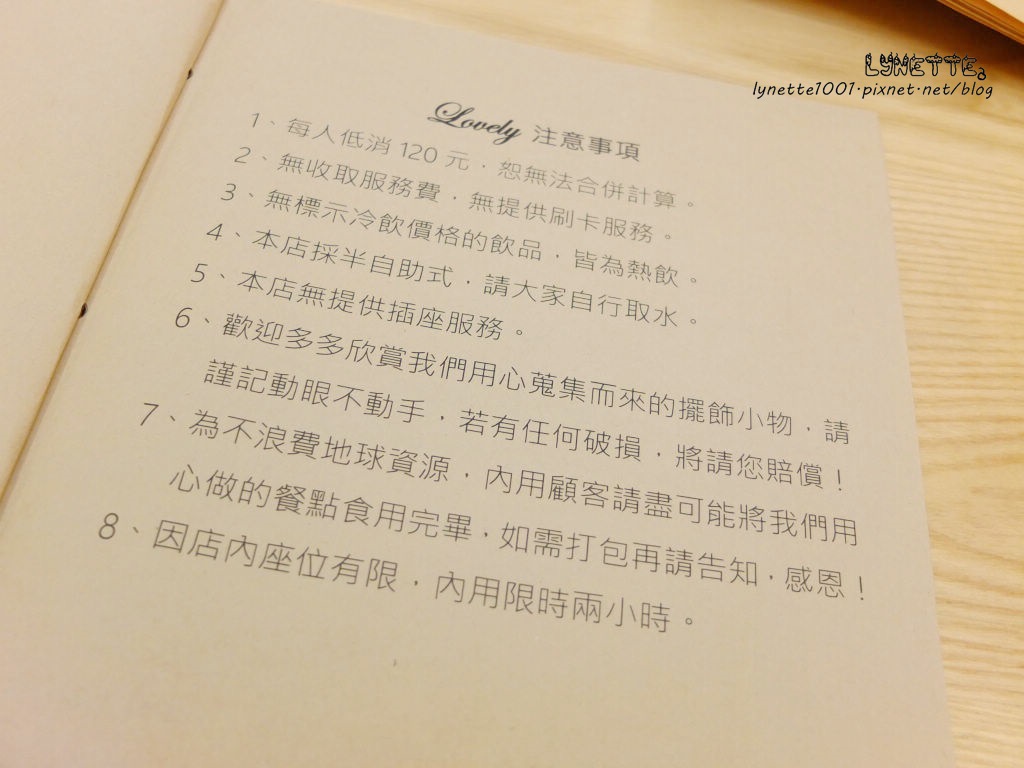 LYNETTE。
lynette1001.pixnet.net/blog
Lovely 注意事項
1、每人低消 120 元，恕無法合併計算。
2、無收取服務費，無提供刷卡服務。
3、無標示冷飲價格的飲品，皆為熱飲。
4、本店採半自助式，請大家自行取水。
5、本店無提供插座服務。
6、歡迎多多欣賞我們用心蒐集而來的擺飾小物，請
謹記動眼不動手，若有任何破損，將請您賠償！
7、為不浪費地球資源，內用顧客請盡可能將我們用
心做的餐點食用完畢，如需打包再請告知，感恩！
8、因店內座位有限，內用限時兩小時。